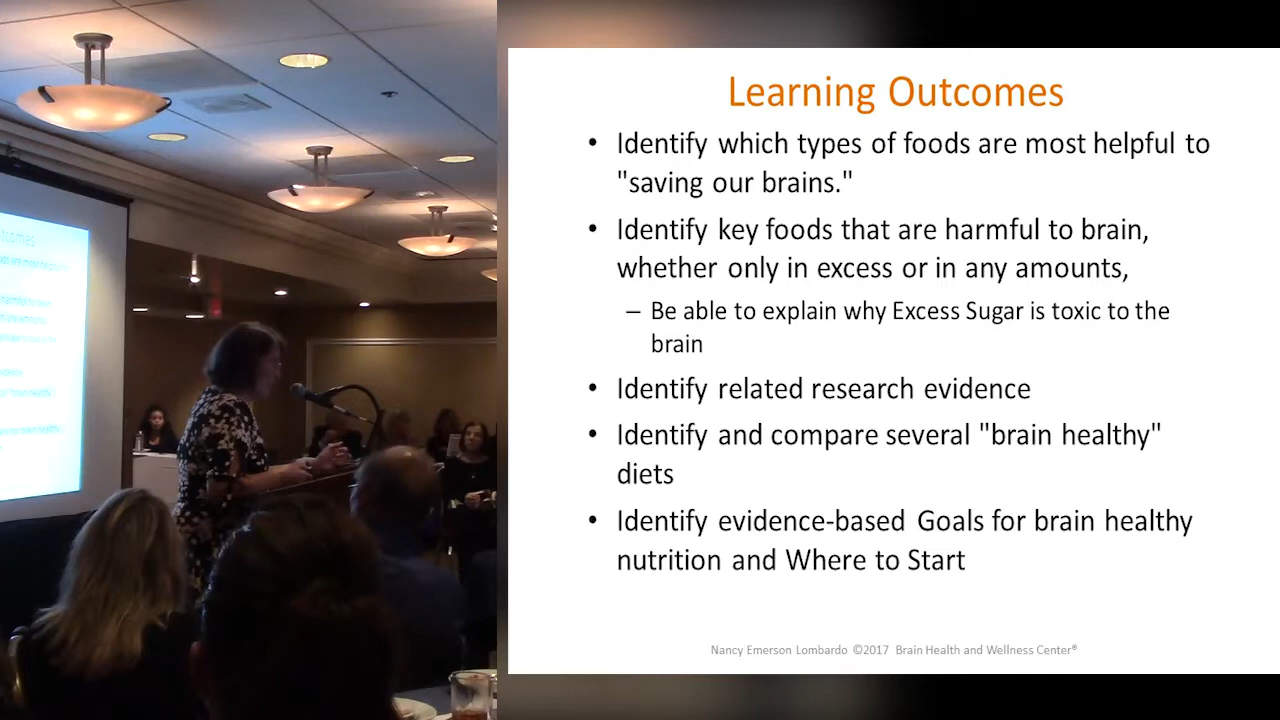 Learning Outcomes
• Identify which types of foods are most helpful to
"saving our brains."
• Identify key foods that are harmful to brain,
whether only in excess or in any amounts,
– Be able to explain why Excess Sugar is toxic to the
brain
• Identify related research evidence
• Identify and compare several "brain healthy"
diets
• Identify evidence-based Goals for brain healthy
nutrition and Where to Start
Nancy Emerson Lombardo ©2017 Brain Health and Wellness Center®